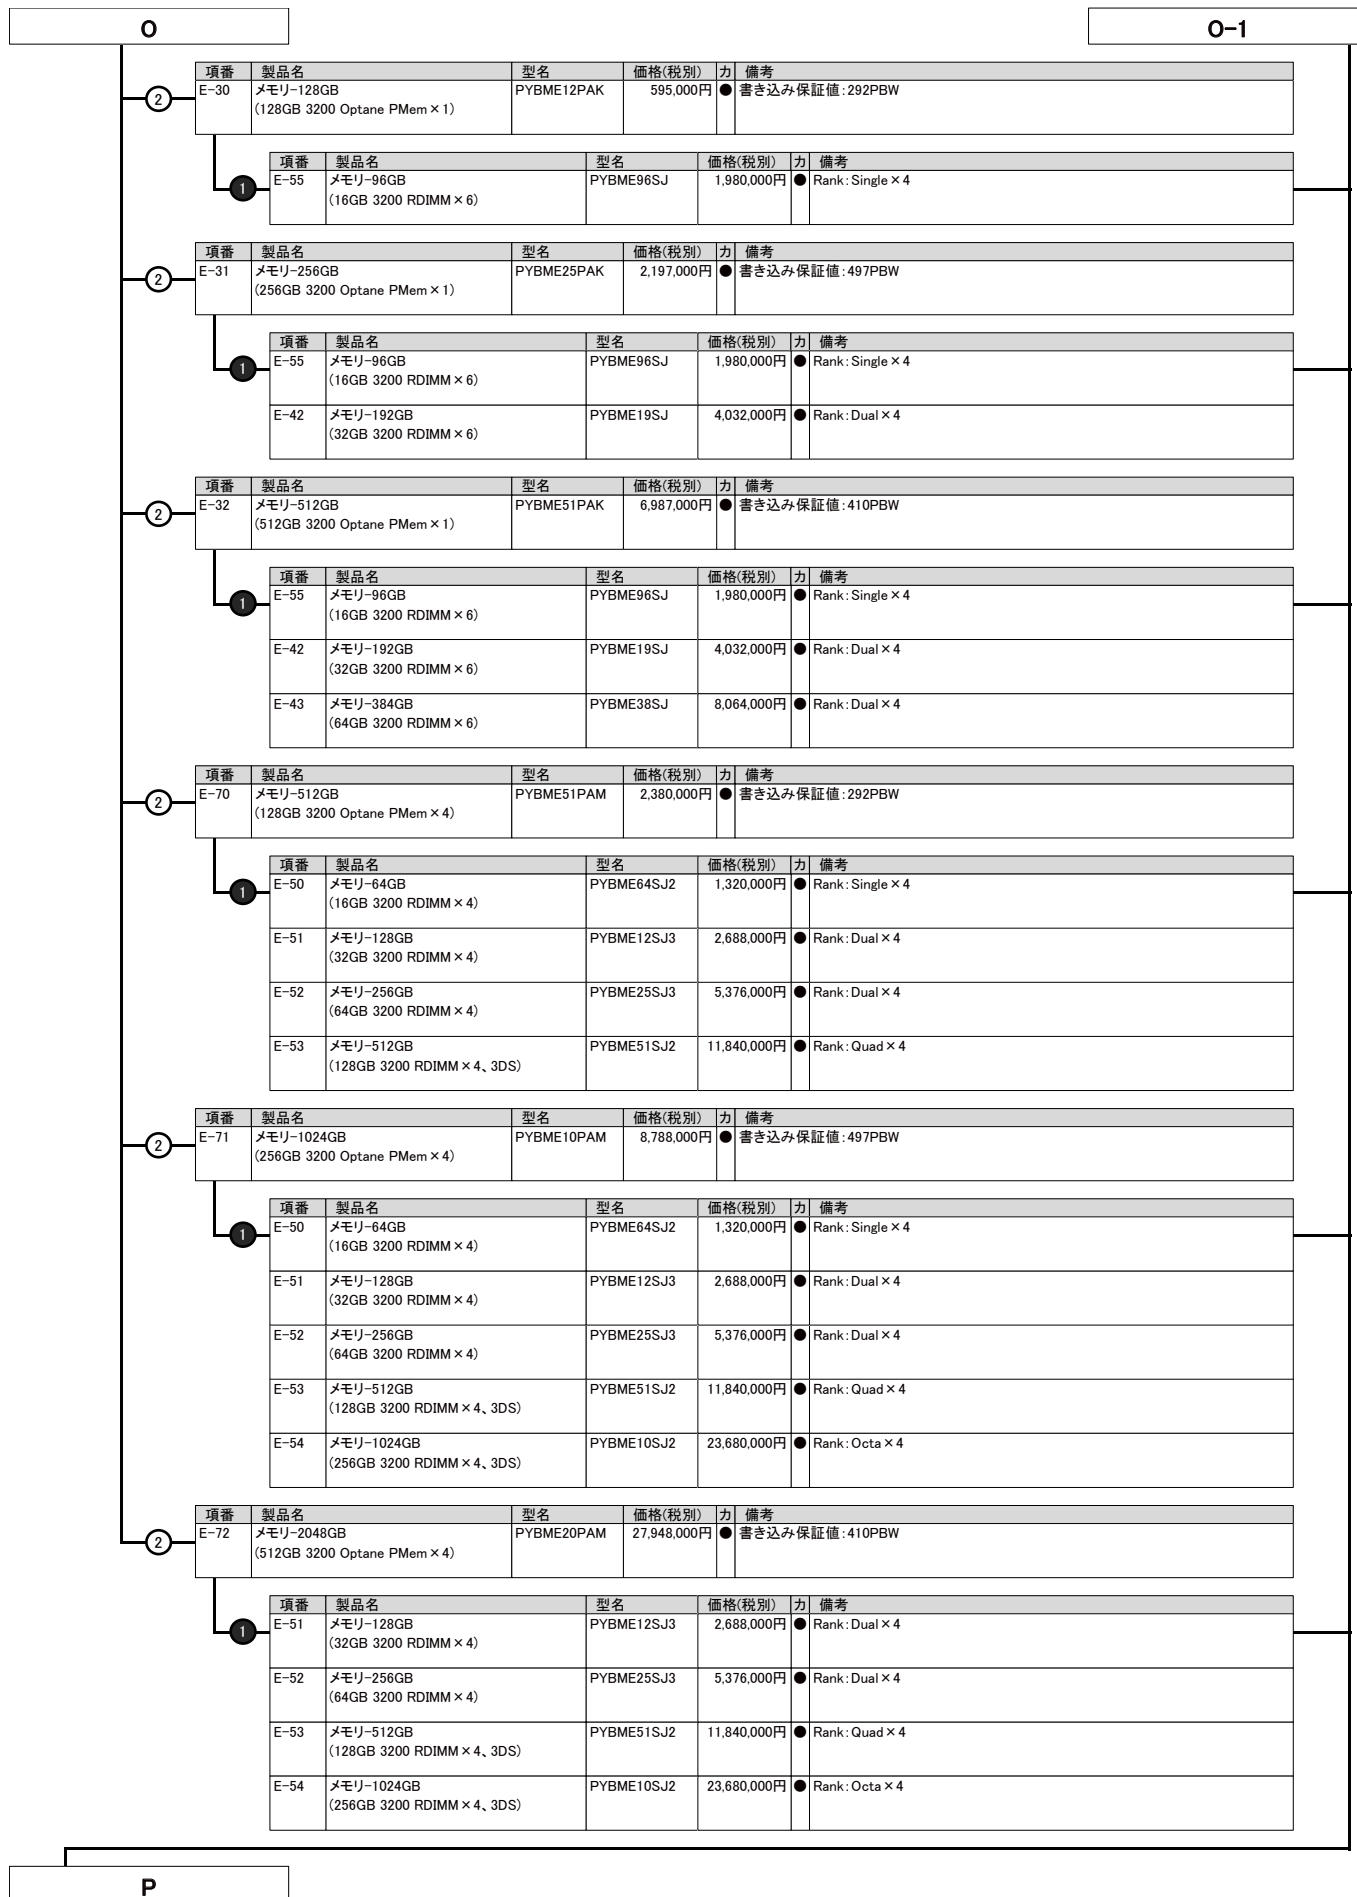 O
O-1
項番 製品名 型名 価格(税別) カ 備考
② E-30 メモリ-128GB PYBME12PAK 595,000円 ● 書き込み保証値:292PBW
(128GB 3200 Optane PMem×1)
項番 製品名 型名 価格(税別) カ 備考
❶ E-55 メモリ-96GB PYBME96SJ 1,980,000円 ● Rank:Single×4
(16GB 3200 RDIMM×6)
項番 製品名 型名 価格(税別) カ 備考
② E-31 メモリ-256GB PYBME25PAK 2,197,000円 ● 書き込み保証値:497PBW
(256GB 3200 Optane PMem×1)
項番 製品名 型名 価格(税別) カ 備考
❶ E-55 メモリ-96GB PYBME96SJ 1,980,000円 ● Rank:Single×4
(16GB 3200 RDIMM×6)
E-42 メモリ-192GB PYBME19SJ 4,032,000円 ● Rank:Dual×4
(32GB 3200 RDIMM×6)
項番 製品名 型名 価格(税別) カ 備考
② E-32 メモリ-512GB PYBME51PAK 6,987,000円 ● 書き込み保証値:410PBW
(512GB 3200 Optane PMem×1)
項番 製品名 型名 価格(税別) カ 備考
❶ E-55 メモリ-96GB PYBME96SJ 1,980,000円 ● Rank:Single×4
(16GB 3200 RDIMM×6)
E-42 メモリ-192GB PYBME19SJ 4,032,000円 ● Rank:Dual×4
(32GB 3200 RDIMM×6)
E-43 メモリ-384GB PYBME38SJ 8,064,000円 ● Rank:Dual×4
(64GB 3200 RDIMM×6)
項番 製品名 型名 価格(税別) カ 備考
② E-70 メモリ-512GB PYBME51PAM 2,380,000円 ● 書き込み保証値:292PBW
(128GB 3200 Optane PMem×4)
項番 製品名 型名 価格(税別) カ 備考
❶ E-50 メモリ-64GB PYBME64SJ2 1,320,000円 ● Rank:Single×4
(16GB 3200 RDIMM×4)
E-51 メモリ-128GB PYBME12SJ3 2,688,000円 ● Rank:Dual×4
(32GB 3200 RDIMM×4)
E-52 メモリ-256GB PYBME25SJ3 5,376,000円 ● Rank:Dual×4
(64GB 3200 RDIMM×4)
E-53 メモリ-512GB PYBME51SJ2 11,840,000円 ● Rank:Quad×4
(128GB 3200 RDIMM×4、3DS)
項番 製品名 型名 価格(税別) カ 備考
② E-71 メモリ-1024GB PYBME10PAM 8,788,000円 ● 書き込み保証値:497PBW
(256GB 3200 Optane PMem×4)
項番 製品名 型名 価格(税別) カ 備考
❶ E-50 メモリ-64GB PYBME64SJ2 1,320,000円 ● Rank:Single×4
(16GB 3200 RDIMM×4)
E-51 メモリ-128GB PYBME12SJ3 2,688,000円 ● Rank:Dual×4
(32GB 3200 RDIMM×4)
E-52 メモリ-256GB PYBME25SJ3 5,376,000円 ● Rank:Dual×4
(64GB 3200 RDIMM×4)
E-53 メモリ-512GB PYBME51SJ2 11,840,000円 ● Rank:Quad×4
(128GB 3200 RDIMM×4、3DS)
E-54 メモリ-1024GB PYBME10SJ2 23,680,000円 ● Rank:Octa×4
(256GB 3200 RDIMM×4、3DS)
項番 製品名 型名 価格(税別) カ 備考
② E-72 メモリ-2048GB PYBME20PAM 27,948,000円 ● 書き込み保証値:410PBW
(512GB 3200 Optane PMem×4)
項番 製品名 型名 価格(税別) カ 備考
❶ E-51 メモリ-128GB PYBME12SJ3 2,688,000円 ● Rank:Dual×4
(32GB 3200 RDIMM×4)
E-52 メモリ-256GB PYBME25SJ3 5,376,000円 ● Rank:Dual×4
(64GB 3200 RDIMM×4)
E-53 メモリ-512GB PYBME51SJ2 11,840,000円 ● Rank:Quad×4
(128GB 3200 RDIMM×4、3DS)
E-54 メモリ-1024GB PYBME10SJ2 23,680,000円 ● Rank:Octa×4
(256GB 3200 RDIMM×4、3DS)
P